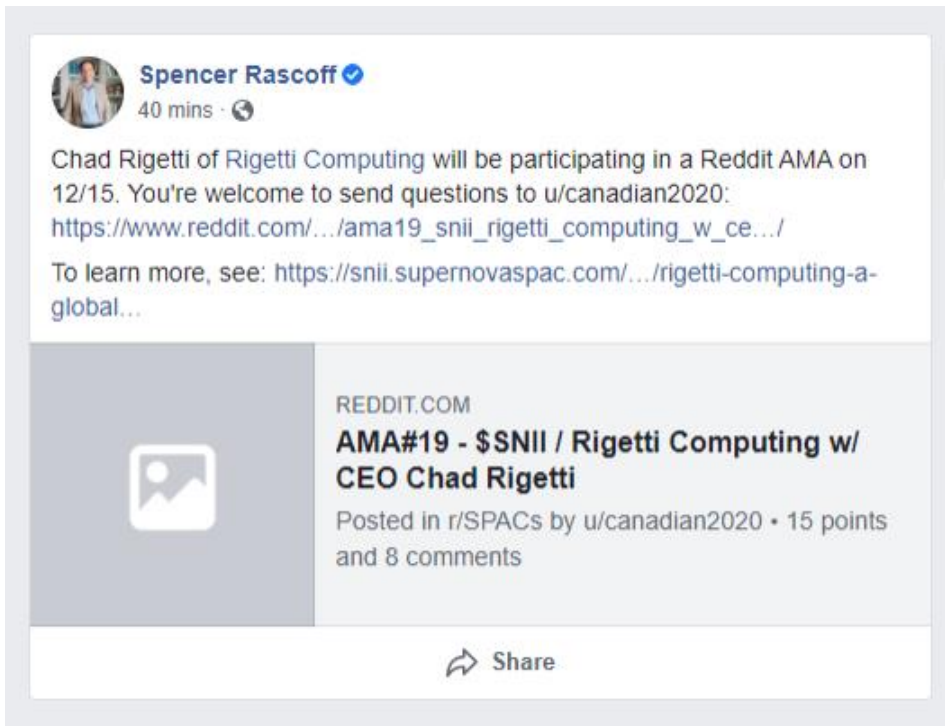 Spencer Rascoff
40 mins ·
Chad Rigetti of Rigetti Computing will be participating in a Reddit AMA on
12/15. You're welcome to send questions to u/canadian2020:
https://www.reddit.com/…/ama19_snii_rigetti_computing_w_ce…/
To learn more, see: https://snii.supernovaspac.com/…/rigetti-computing-a-
global…
REDDIT.COM
AMA#19 - $SNII / Rigetti Computing w/
CEO Chad Rigetti
Posted in r/SPACs by u/canadian2020 • 15 points
and 8 comments
Share